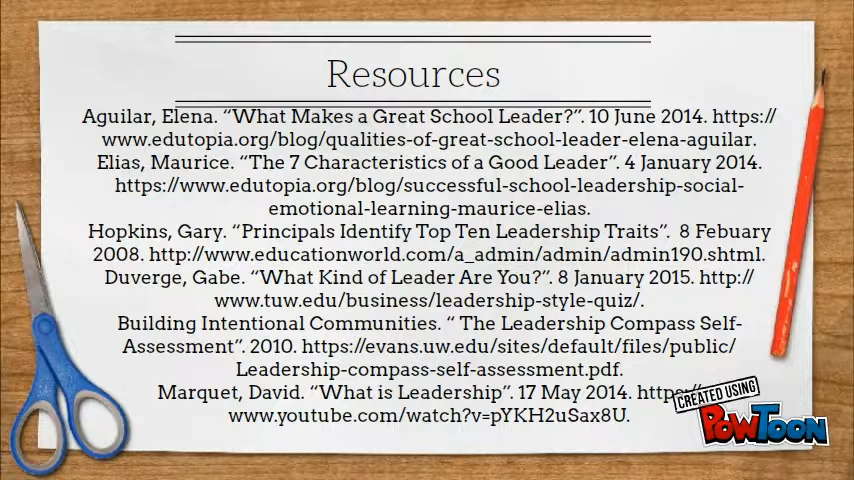 Resources
Aguilar, Elena. “What Makes a Great School Leader?”. 10 June 2014. https://
www.edutopia.org/blog/qualities-of-great-school-leader-elena-aguilar.
Elias, Maurice. “The 7 Characteristics of a Good Leader”. 4 January 2014.
https://www.edutopia.org/blog/successful-school-leadership-social-
emotional-learning-maurice-elias.
Hopkins, Gary. “Principals Identify Top Ten Leadership Traits”. 8 Febuary
2008. http://www.educationworld.com/a_admin/admin/admin190.shtml.
Duverge, Gabe. “What Kind of Leader Are You?”. 8 January 2015. http://
www.tuw.edu/business/leadership-style-quiz/.
Building Intentional Communities. “ The Leadership Compass Self-
Assessment”. 2010. https://evans.uw.edu/sites/default/files/public/
Leadership-compass-self-assessment.pdf.
Marquet, David. “What is Leadership”. 17 May 2014.
www.youtube.com/watch?v=pYKH2uSax8U.
CREATED USING
POWTOON